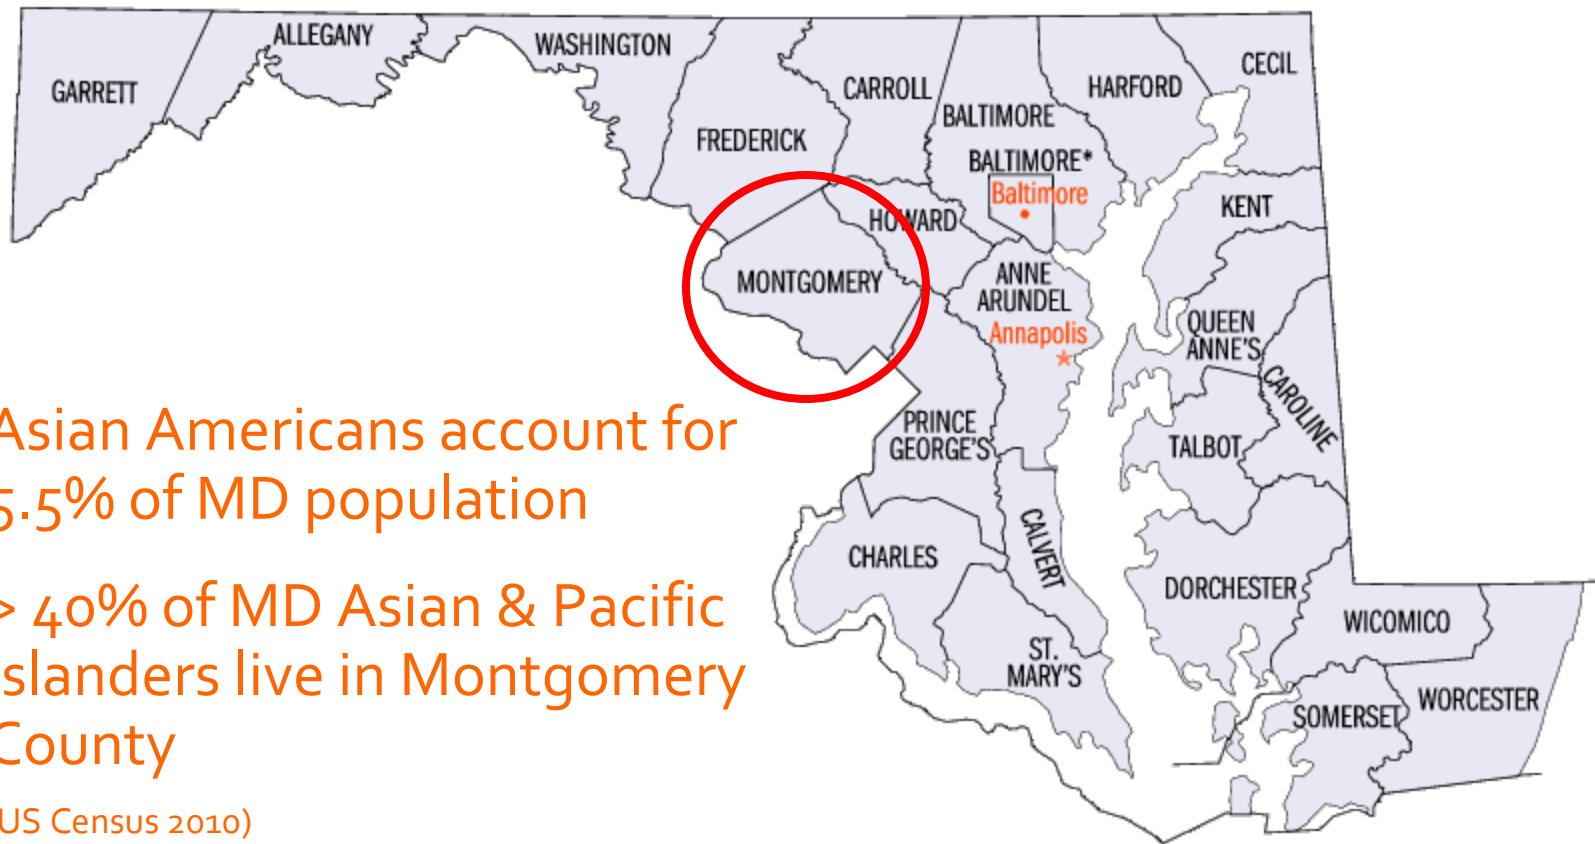 GARRETT
ALLEGANY
WASHINGTON
FREDERICK
CARROLL
BALTIMORE
BALTIMORE*
Baltimore
HARFORD
CECIL
HOWARD
MONTGOMERY
KENT
ANNE
ARUNDEL
Annapolis
QUEEN
ANNE'S
CAROLINE
PRINCE
GEORGE'S
TALBOT
CALVERT
CHARLES
DORCHESTER
WICOMICO
ST.
MARY'S
SOMERSET
WORCESTER
Asian Americans account for
5.5% of MD population
> 40% of MD Asian & Pacific
slanders live in Montgomery
County
US Census 2010)